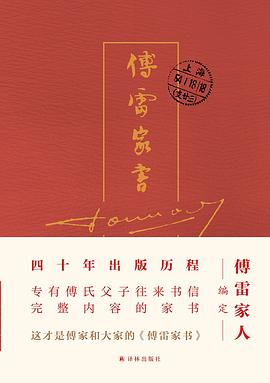 傅雷家書
上海
四十年出版历程
专有傅氏父子往来书信
完整内容的家书
这才是傅家和大家的《傅雷家书》
傅雷家人
编定
译林出版社